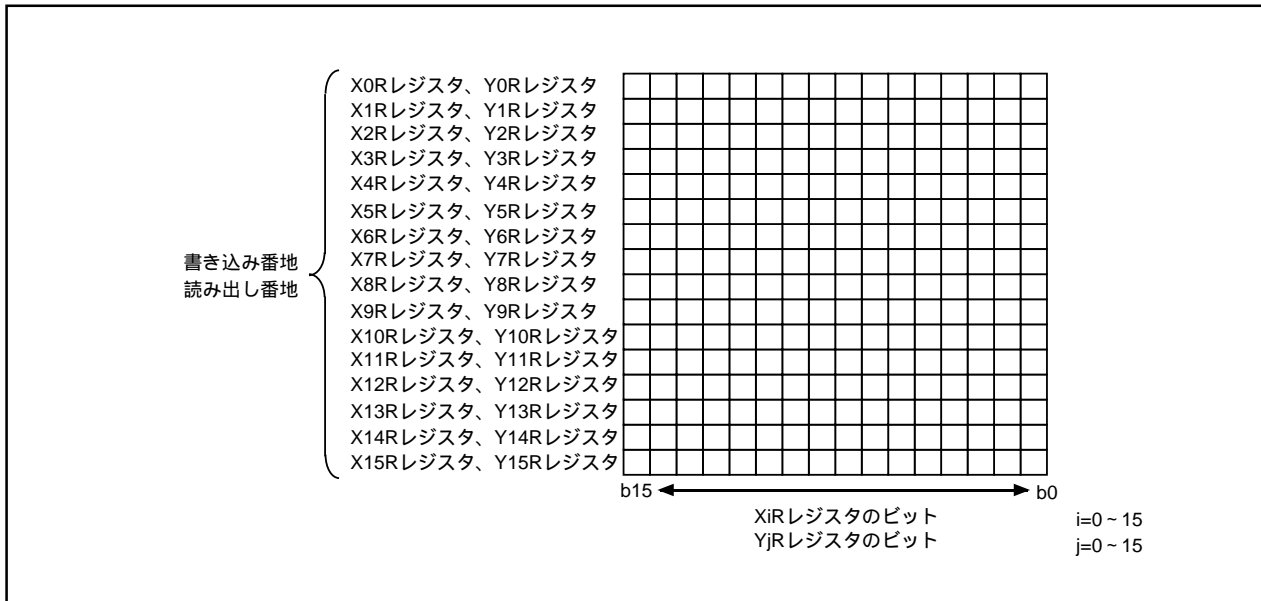 X0Rレジスタ、Y0Rレジスタ
X1Rレジスタ、Y1Rレジスタ
X2Rレジスタ、Y2Rレジスタ
X3Rレジスタ、Y3Rレジスタ
X4Rレジスタ、Y4Rレジスタ
X5Rレジスタ、Y5Rレジスタ
X6Rレジスタ、Y6Rレジスタ
X7Rレジスタ、Y7Rレジスタ
X8Rレジスタ、Y8Rレジスタ
X9Rレジスタ、Y9Rレジスタ
X10Rレジスタ、Y10Rレジスタ
X11Rレジスタ、Y11Rレジスタ
X12Rレジスタ、Y12Rレジスタ
X13Rレジスタ、Y13Rレジスタ
X14Rレジスタ、Y14Rレジスタ
X15Rレジスタ、Y15Rレジスタ
書き込み番地
読み出し番地
b15 b0
XiRレジスタのビット i=0~15
YjRレジスタのビット j=0~15